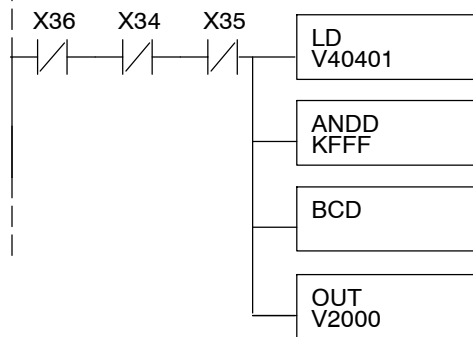 X36 X34 X35
LD
V40401
ANDD
KFFF
BCD
OUT
V2000